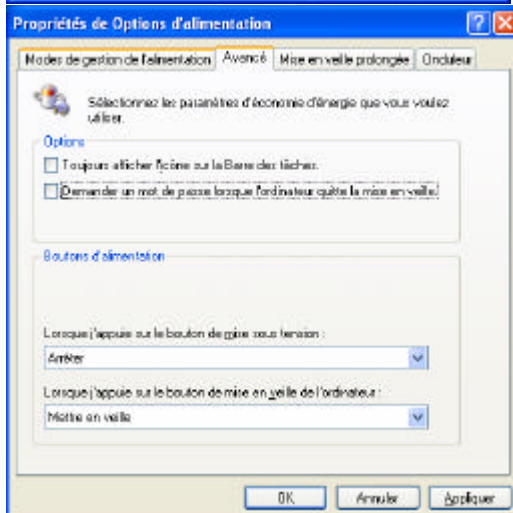 Propriétés de Options d'alimentation
Modes de gestion de l'alimentation
Avancé
Mise en veille prolongée
Onduleur
Sélectionnez les paramètres d'économie d'énergie que vous voulez
utiliser.
Options
Toujours afficher l'icône sur la Barre des tâches.
Demander un mot de passe lorsque l'ordinateur quitte la mise en veille.
Boutons d'alimentation
Lorsque j'appuie sur le bouton de mise sous tension :
Arrêter
Lorsque j'appuie sur le bouton de mise en veille de l'ordinateur :
Mettre en veille
OK
Annuler
Appliquer